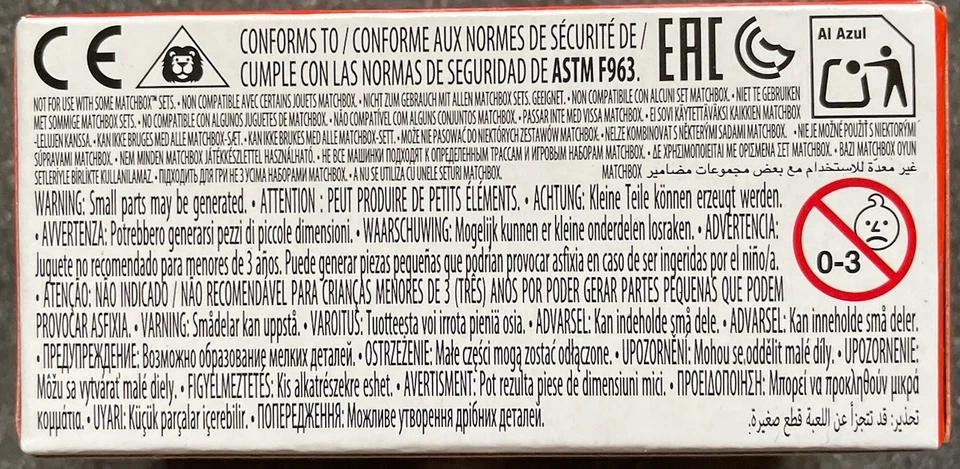 CE CONFORMS TO / CONFORME AUX NORMES DE SÉCURITÉ DE / EAC Al Azul
CUMPLE CON LAS NORMAS DE SEGURIDAD DE ASTM F963.
NOT FOR USE WITH SOME MATCHBOX™ SETS. • NON COMPATIBLE AVEC CERTAINS JOUETS MATCHBOX. • NICHT ZUM GEBRAUCH MIT ALLEN MATCHBOX SETS. GEEIGNET. • NON COMPATIBILE CON ALCUNI SET MATCHBOX. • NIET TE GEBRUIKEN
MET SOMMIGE MATCHBOX SETS. • NO COMPATIBLE CON ALGUNOS JUGUETES DE MATCHBOX. • NÃO COMPATÍVEL COM ALGUNS CONJUNTOS MATCHBOX. • PASSAR INTE MED VISSA MATCHBOX. • EI SOVI KÄYTETTÄVÄKSI KAIKKIEN MATCHBOX
-LELUJEN KANSSA. • KAN IKKE BRUGES MED ALLE MATCHBOX-SÆT. • KAN IKKE BRUKES MED ALLE MATCHBOX-SETT. • MOŻE NIE PASOWAĆ DO NIEKTÓRYCH ZESTAWÓW MATCHBOX. • NELZE KOMBINOVAT S NĚKTERÝMI SADAMI MATCHBOX. • NIE JE MOŽNÉ POUŽIŤ S NIEKTORÝMI
SÚPRAVAMI MATCHBOX. • NEM MINDEN MATCHBOX JÁTÉKKÉSZLETTEL HASZNÁLHATÓ. • НЕ ВСЕ МАШИНКИ ПОДХОДЯТ К ОПРЕДЕЛЕННЫМ ТРАССАМ И ИГРОВЫМ НАБОРАМ MATCHBOX. • ΔΕ ΧΡΗΣΙΜΟΠΟΙΕΙΤΑΙ ΜΕ ΟΡΙΣΜΕΝΑ ΣΕΤ MATCHBOX. • BAZI MATCHBOX OYUN
SETLERIYLE BİRLİKTE KULLANILAMAZ. • ПІДХОДИТЬ ДЛЯ ГРИ НЕ З УСІМА НАБОРАМИ MATCHBOX. • A NU SE UTILIZA CU UNELE SETURI MATCHBOX. غير معدّة للاستخدام مع بعض مجموعات مضامير MATCHBOX
WARNING: Small parts may be generated. • ATTENTION : PEUT PRODUIRE DE PETITS ÉLÉMENTS. • ACHTUNG: Kleine Teile können erzeugt werden.
• AVVERTENZA: Potrebbero generarsi pezzi di piccole dimensioni. • WAARSCHUWING: Mogelijk kunnen er kleine onderdelen losraken. • ADVERTENCIA:
Juguete no recomendado para menores de 3 años. Puede generar piezas pequeñas que podrían provocar asfixia en caso de ser ingeridas por el niño/a.
0-3
• ATENÇÃO: NÃO INDICADO / NÃO RECOMENDÁVEL PARA CRIANÇAS MENORES DE 3 (TRÊS) ANOS POR PODER GERAR PARTES PEQUENAS QUE PODEM
PROVOCAR ASFIXIA. • VARNING: Smådelar kan uppstå. • VAROITUS: Tuotteesta voi irrota pieniä osia. • ADVARSEL: Kan indeholde små dele. • ADVARSEL: Kan inneholde små deler.
• ПРЕДУПРЕЖДЕНИЕ: Возможно образование мелких деталей. • OSTRZEŻENIE: Małe części mogą zostać odłączone. • UPOZORNĚNÍ: Mohou se oddělit malé díly. • UPOZORNENIE:
Môžu sa vytvárať malé diely. • FIGYELMEZTETÉS: Kis alkatrészekre eshet. • AVERTISMENT: Pot rezulta piese de dimensiuni mici. • ΠΡΟΕΙΔΟΠΟΙΗΣΗ: Μπορεί να προκληθούν μικρά
κομμάτια. • UYARI: Küçük parçalar içerebilir. • ПОПЕРЕДЖЕННЯ: Можливе утворення дрібних деталей. تحذير: قد تتجزأ عن اللعبة قطع صغيرة.